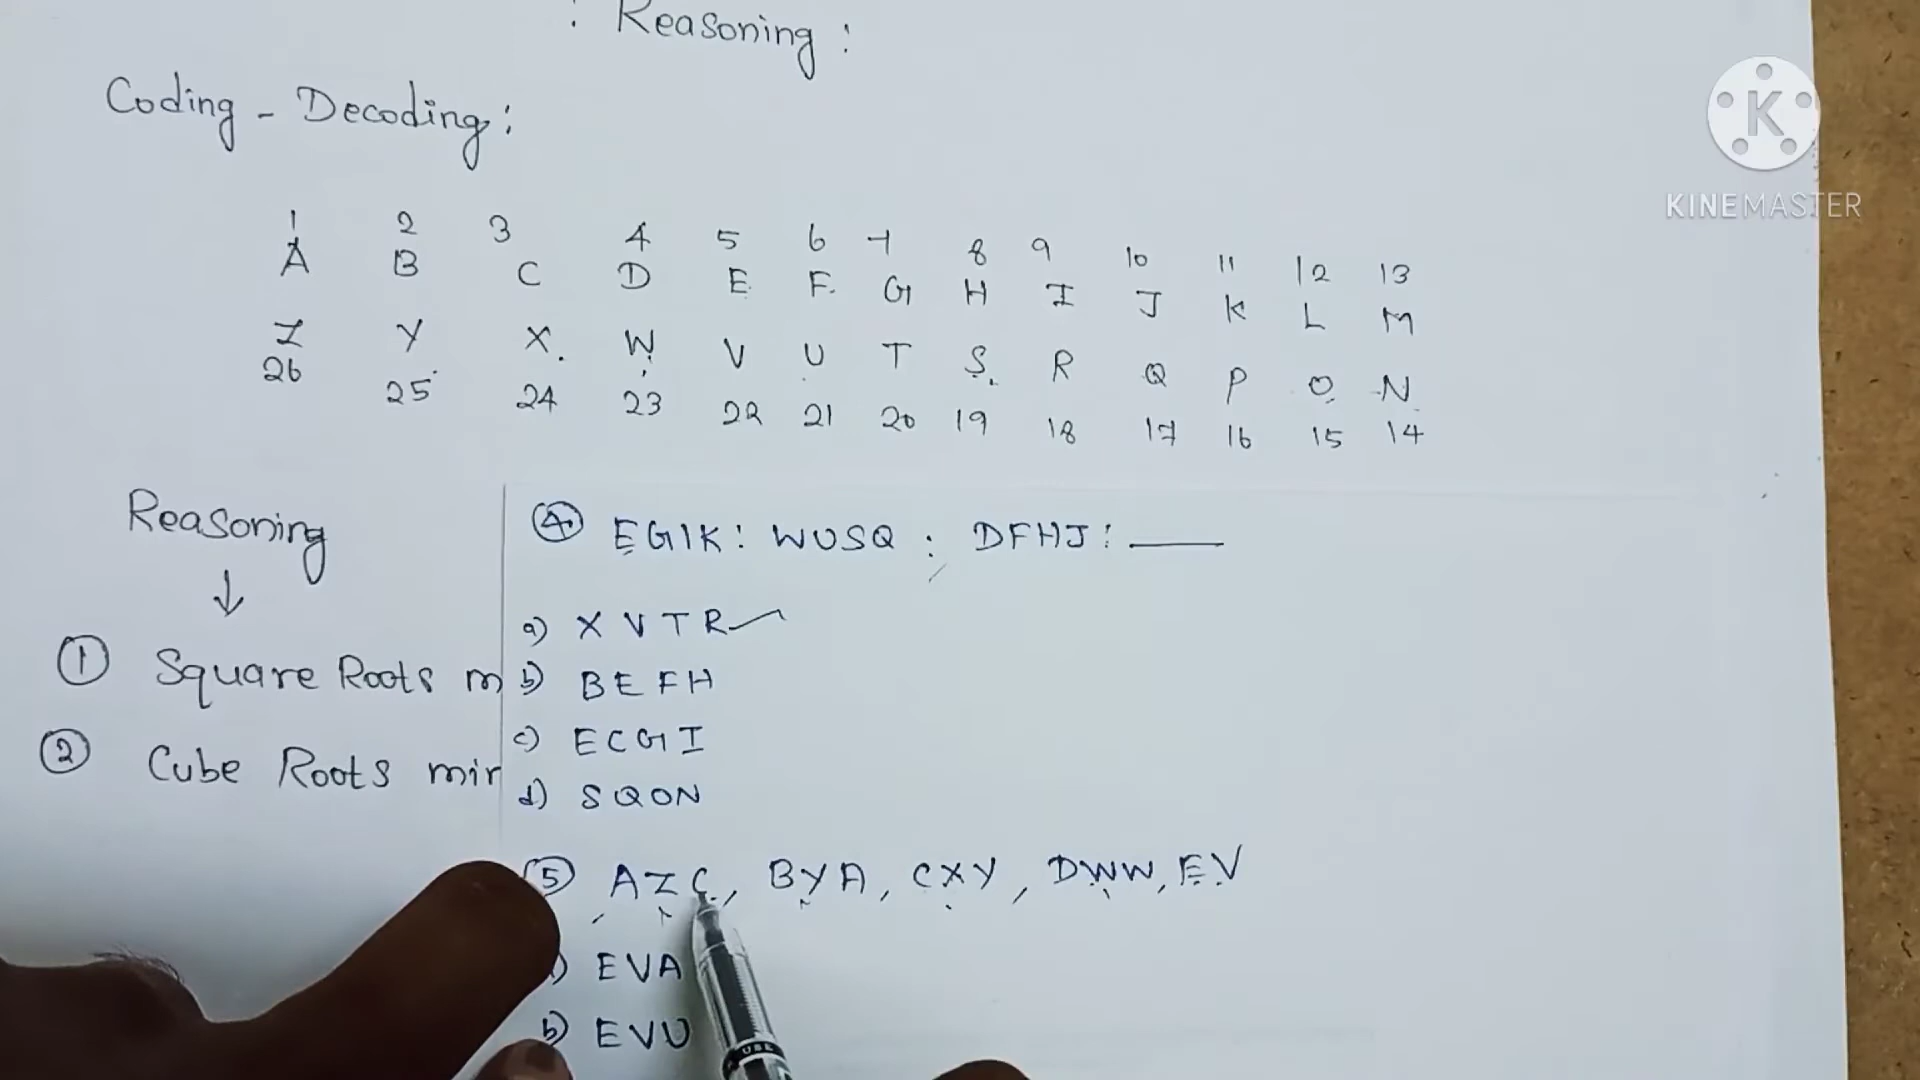 : Reasoning :
Coding - Decoding :
1 2 3 4 5 6 7 8 9 10 11 12 13
A B C D E F G H I J K L M
Z Y X W V U T S R Q P O N
26 25 24 23 22 21 20 19 18 17 16 15 14
Reasoning
↓
① Square Roots m
② Cube Roots mir
④ EGIK : WUSQ : DFHJ : ____
a) XVTR ✓
b) BEFH
c) ECGI
d) SQON
⑤ AZC, BYA, CXY, DWW, EV
) EVA
b) EVU
K
KINEMASTER
USE